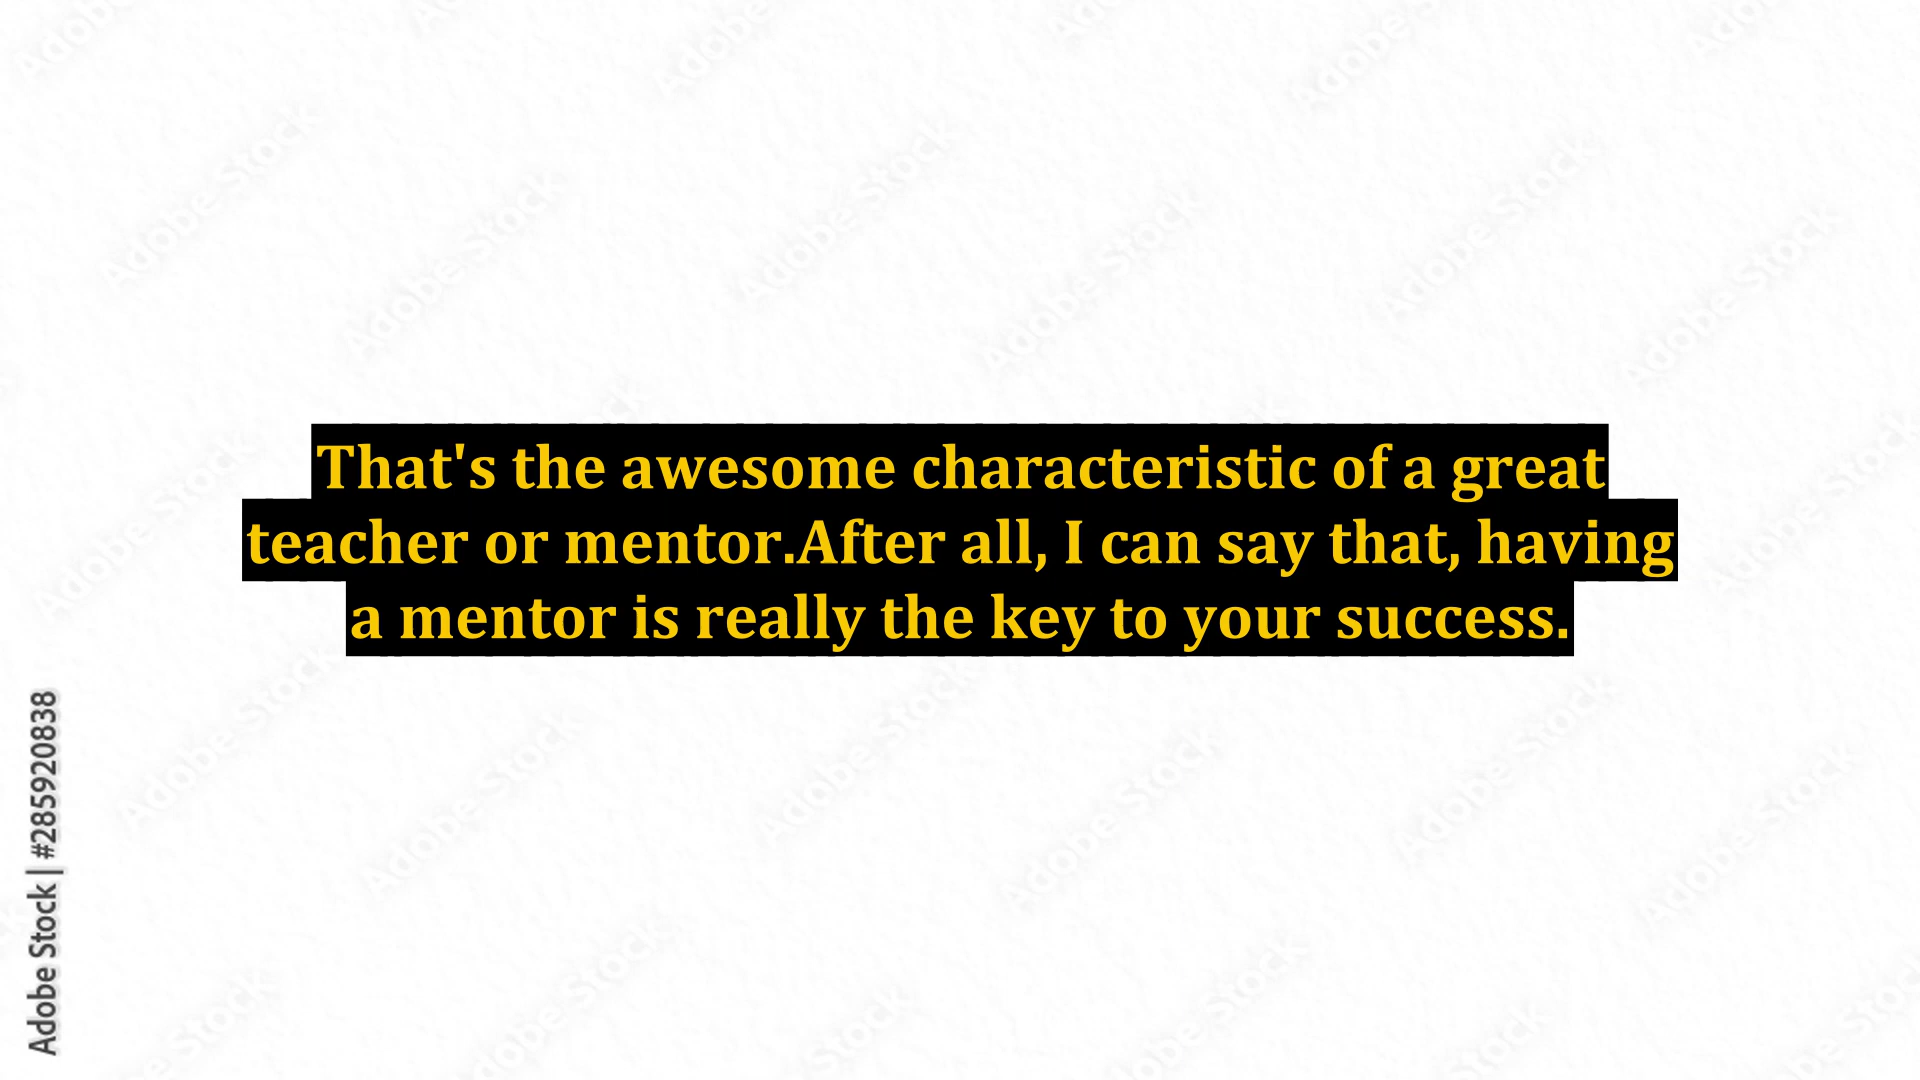 That's the awesome characteristic of a great
teacher or mentor.After all, I can say that, having
a mentor is really the key to your success.
Adobe Stock | #285920838